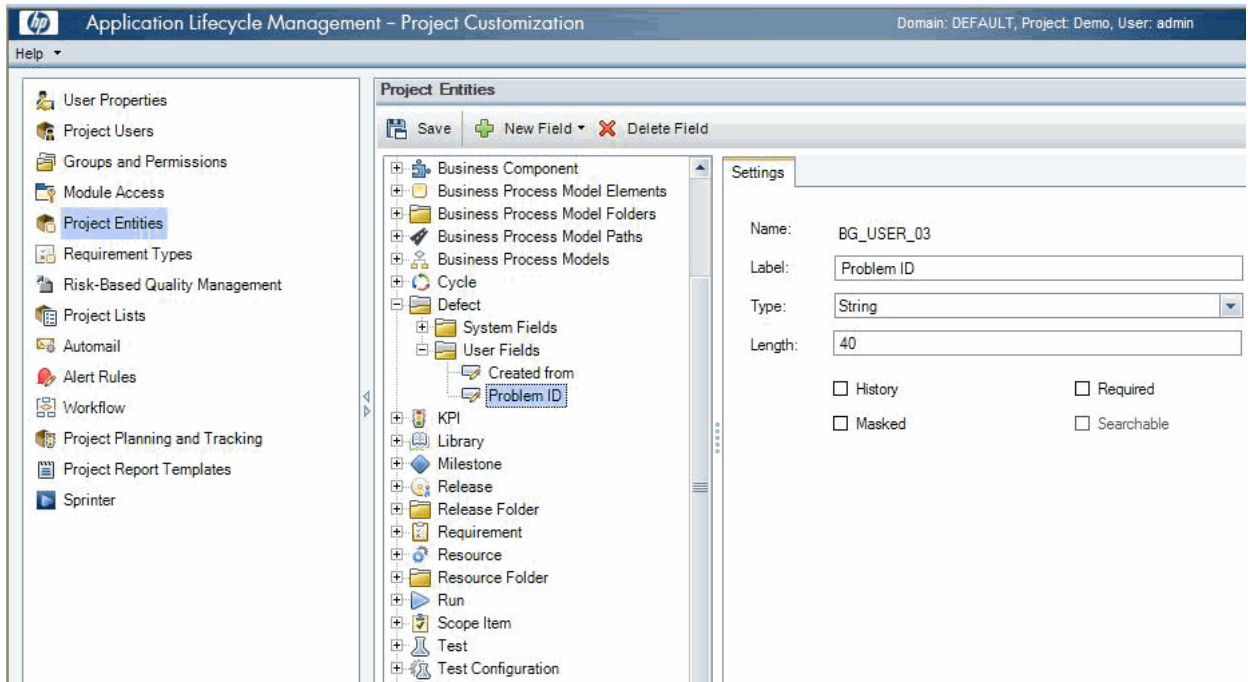 hp Application Lifecycle Management – Project Customization Domain: DEFAULT, Project: Demo, User: admin
Help
User Properties
Project Users
Groups and Permissions
Module Access
Project Entities
Requirement Types
Risk-Based Quality Management
Project Lists
Automail
Alert Rules
Workflow
Project Planning and Tracking
Project Report Templates
Sprinter
Project Entities
Save New Field Delete Field
Business Component
Business Process Model Elements
Business Process Model Folders
Business Process Model Paths
Business Process Models
Cycle
Defect
System Fields
User Fields
Created from
Problem ID
KPI
Library
Milestone
Release
Release Folder
Requirement
Resource
Resource Folder
Run
Scope Item
Test
Test Configuration
Settings
Name: BG_USER_03
Label: Problem ID
Type: String
Length: 40
History Required
Masked Searchable